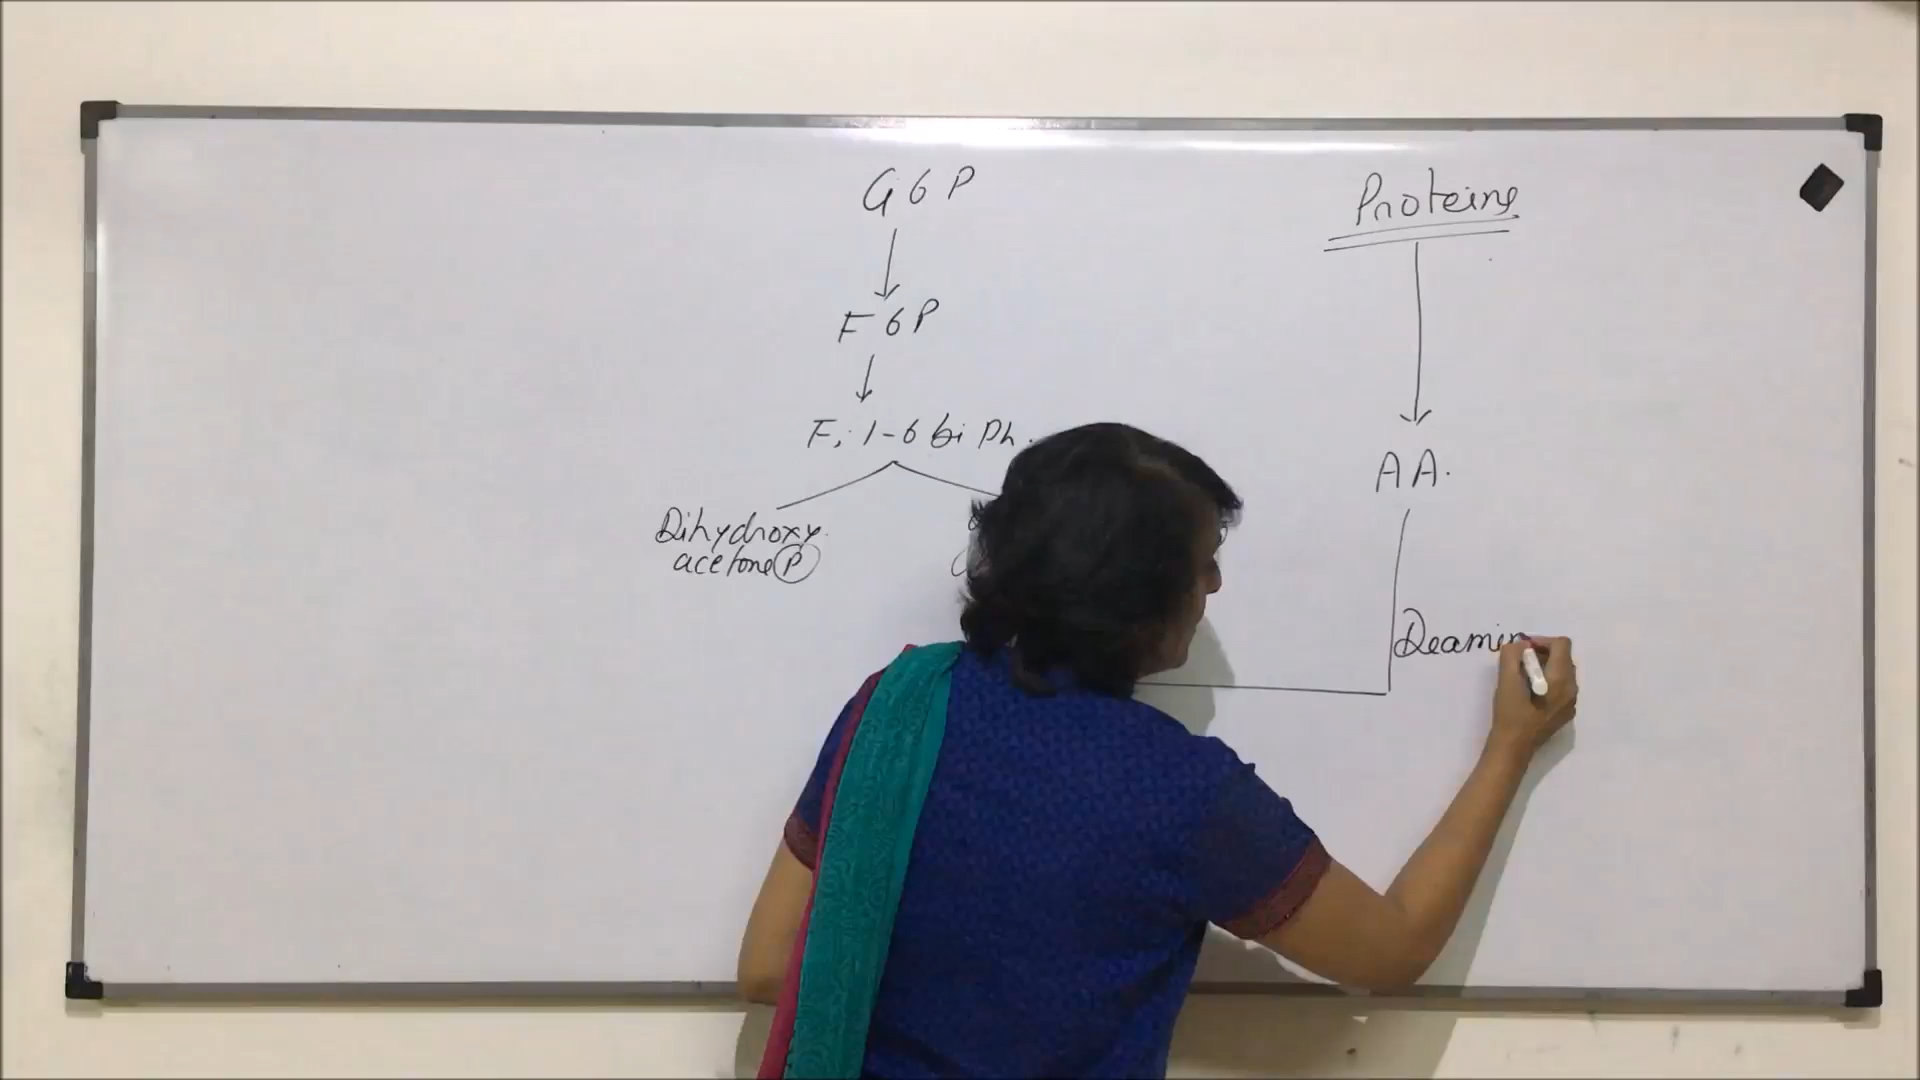 G6P
F6P
F, 1-6 bi Ph.
Dihydroxy
acetone P
Proteins
AA.
Deamin